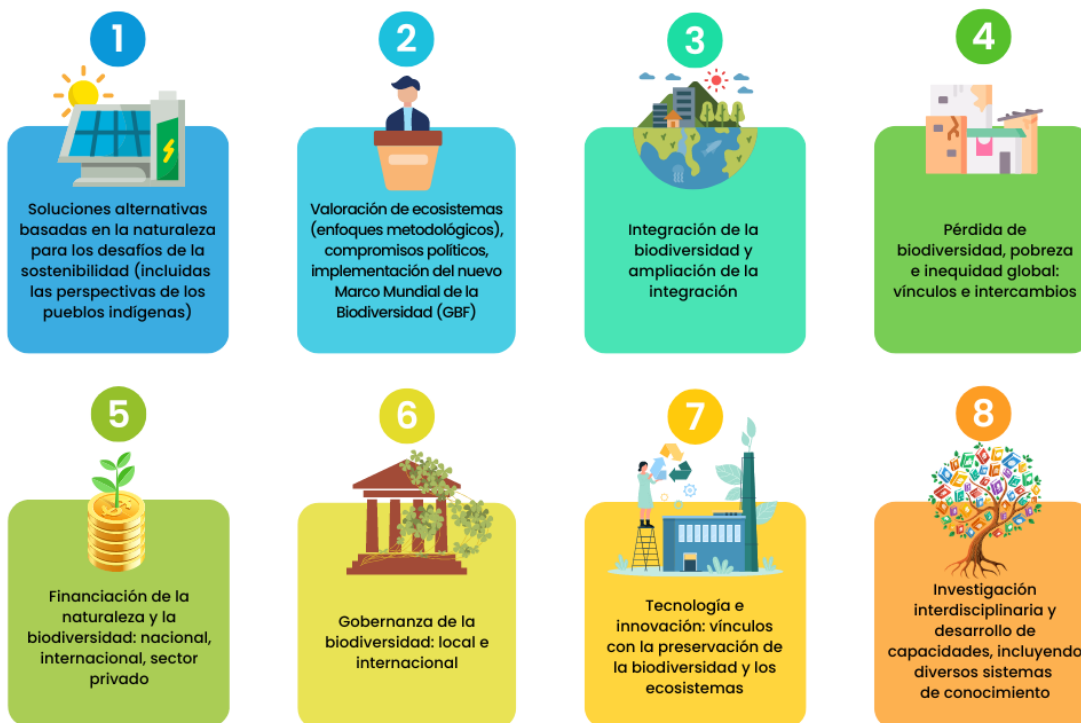 1
Soluciones alternativas
basadas en la naturaleza
para los desafíos de la
sostenibilidad (incluidas
las perspectivas de los
pueblos indígenas)
2
Valoración de ecosistemas
(enfoques metodológicos),
compromisos políticos,
implementación del nuevo
Marco Mundial de la
Biodiversidad (GBF)
3
Integración de la
biodiversidad y
ampliación de la
integración
4
Pérdida de
biodiversidad, pobreza
e inequidad global:
vínculos e intercambios
5
Financiación de la
naturaleza y la
biodiversidad: nacional,
internacional, sector
privado
6
Gobernanza de la
biodiversidad: local e
internacional
7
Tecnología e
innovación: vínculos
con la preservación de
la biodiversidad y los
ecosistemas
8
Investigación
interdisciplinaria y
desarrollo de
capacidades, incluyendo
diversos sistemas
de conocimiento